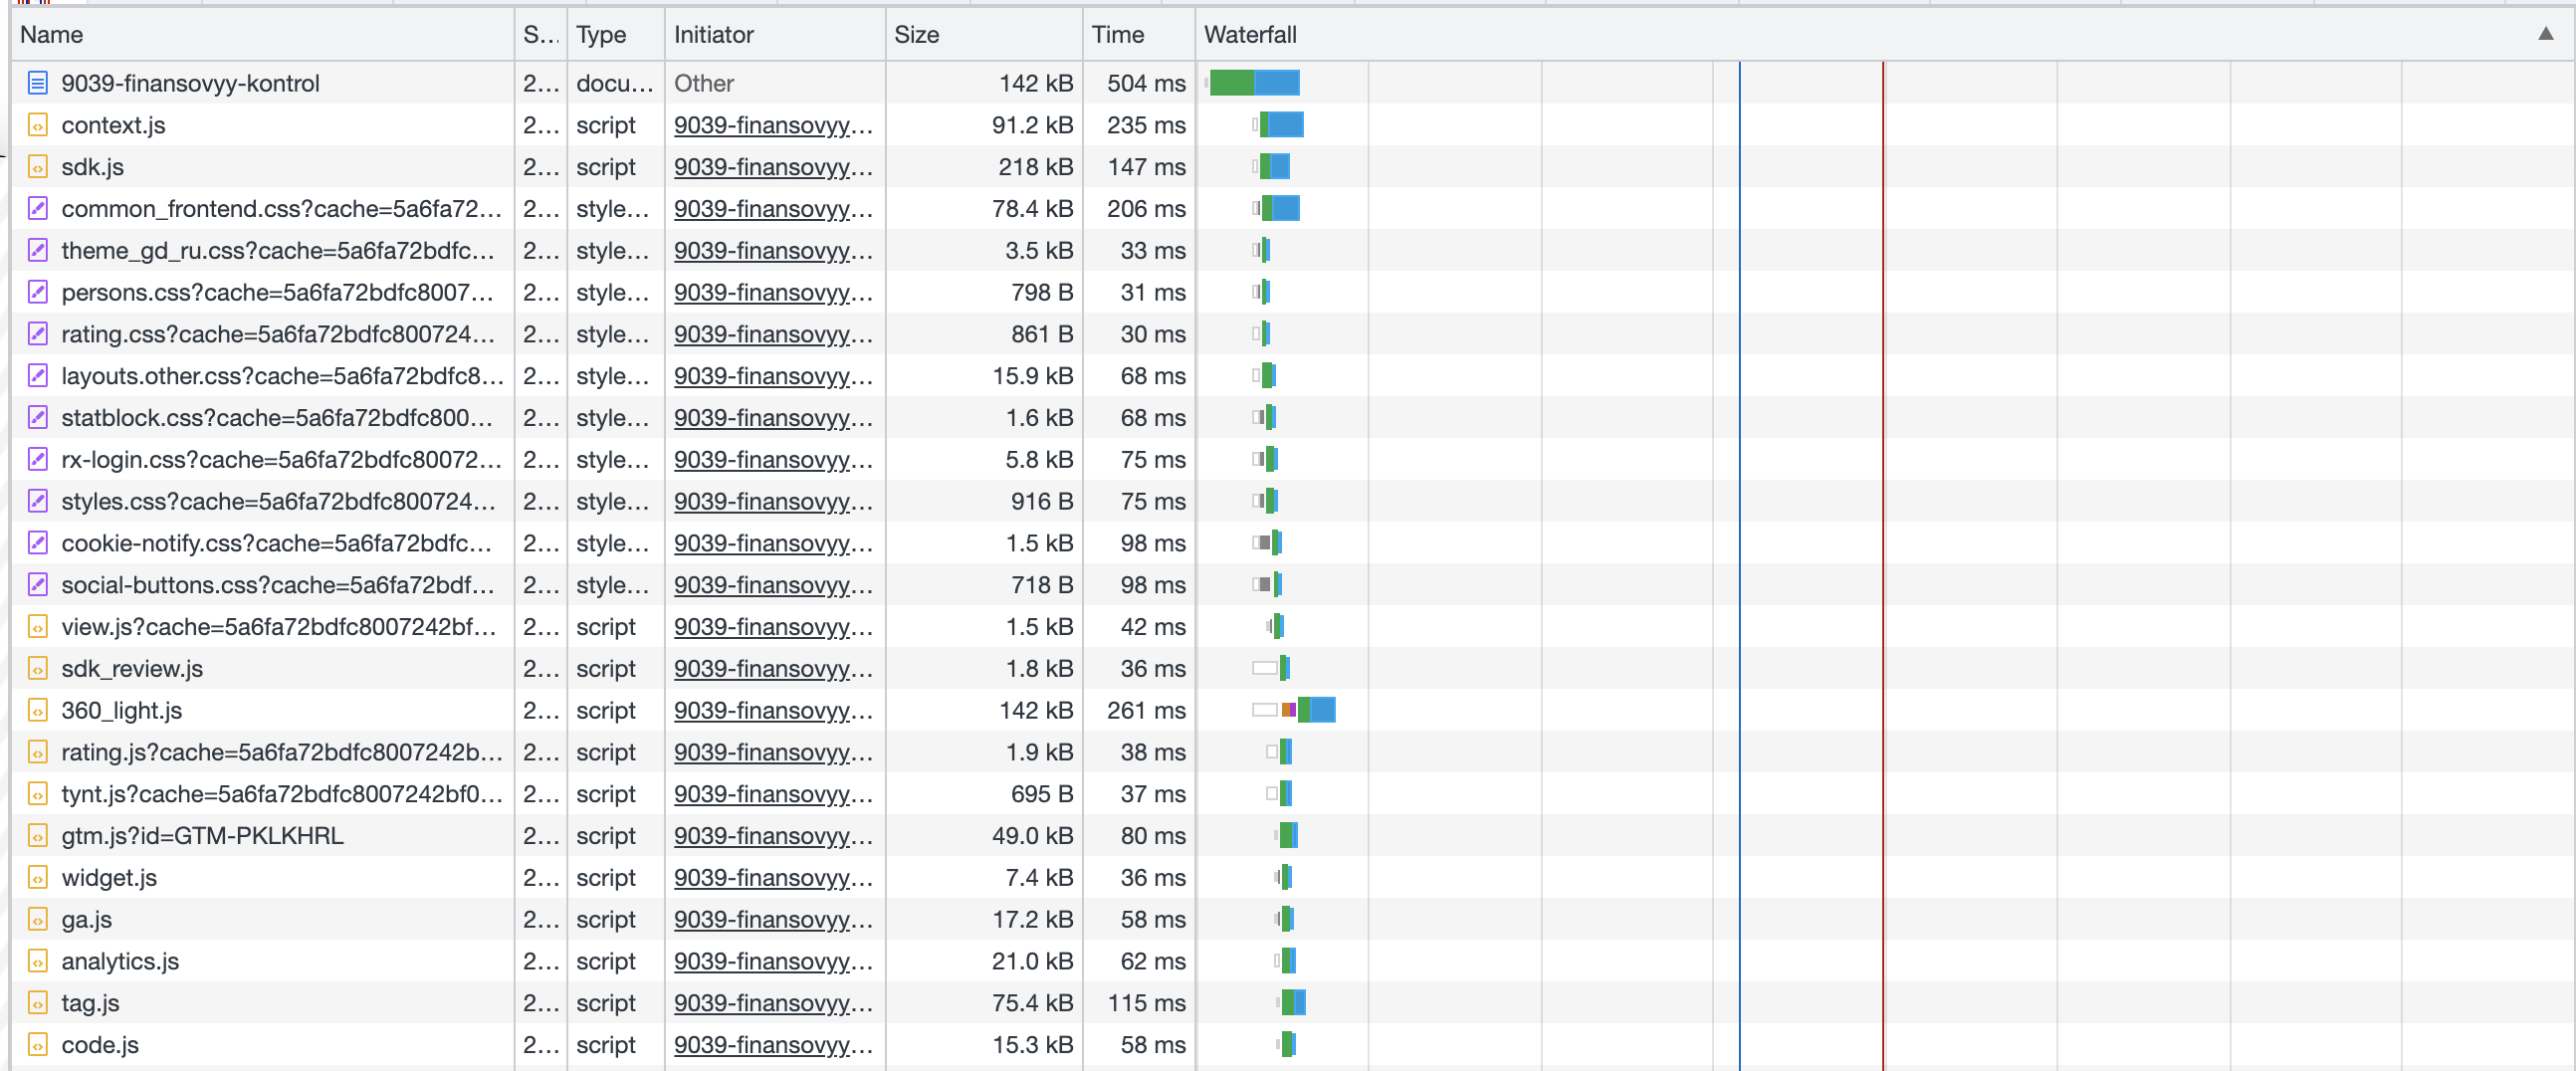 Name S... Type Initiator Size Time Waterfall
9039-finansovyy-kontrol 2... docu... Other 142 kB 504 ms
context.js 2... script 9039-finansovyy... 91.2 kB 235 ms
sdk.js 2... script 9039-finansovyy... 218 kB 147 ms
common_frontend.css?cache=5a6fa72... 2... style... 9039-finansovyy... 78.4 kB 206 ms
theme_gd_ru.css?cache=5a6fa72bdfc... 2... style... 9039-finansovyy... 3.5 kB 33 ms
persons.css?cache=5a6fa72bdfc8007... 2... style... 9039-finansovyy... 798 B 31 ms
rating.css?cache=5a6fa72bdfc800724... 2... style... 9039-finansovyy... 861 B 30 ms
layouts.other.css?cache=5a6fa72bdfc8... 2... style... 9039-finansovyy... 15.9 kB 68 ms
statblock.css?cache=5a6fa72bdfc800... 2... style... 9039-finansovyy... 1.6 kB 68 ms
rx-login.css?cache=5a6fa72bdfc80072... 2... style... 9039-finansovyy... 5.8 kB 75 ms
styles.css?cache=5a6fa72bdfc800724... 2... style... 9039-finansovyy... 916 B 75 ms
cookie-notify.css?cache=5a6fa72bdfc... 2... style... 9039-finansovyy... 1.5 kB 98 ms
social-buttons.css?cache=5a6fa72bdf... 2... style... 9039-finansovyy... 718 B 98 ms
view.js?cache=5a6fa72bdfc8007242bf... 2... script 9039-finansovyy... 1.5 kB 42 ms
sdk_review.js 2... script 9039-finansovyy... 1.8 kB 36 ms
360_light.js 2... script 9039-finansovyy... 142 kB 261 ms
rating.js?cache=5a6fa72bdfc8007242b... 2... script 9039-finansovyy... 1.9 kB 38 ms
tynt.js?cache=5a6fa72bdfc8007242bf0... 2... script 9039-finansovyy... 695 B 37 ms
gtm.js?id=GTM-PKLKHRL 2... script 9039-finansovyy... 49.0 kB 80 ms
widget.js 2... script 9039-finansovyy... 7.4 kB 36 ms
ga.js 2... script 9039-finansovyy... 17.2 kB 58 ms
analytics.js 2... script 9039-finansovyy... 21.0 kB 62 ms
tag.js 2... script 9039-finansovyy... 75.4 kB 115 ms
code.js 2... script 9039-finansovyy... 15.3 kB 58 ms